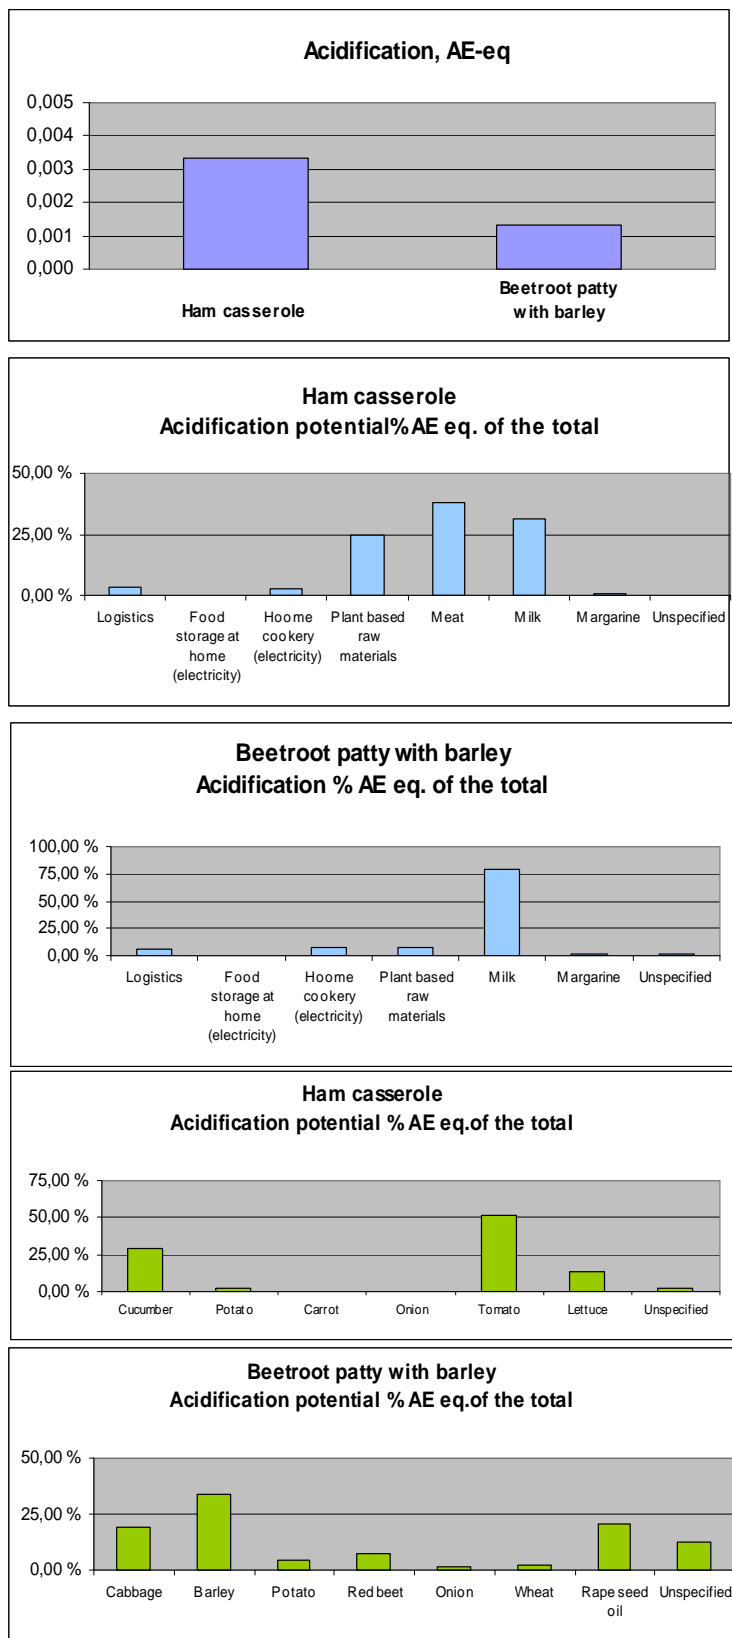 Acidification, AE-eq
0,005
0,004
0,003
0,002
0,001
0,000
Ham casserole
Beetroot patty
with barley
Ham casserole
Acidification potential% AE eq. of the total
50,00 %
25,00 %
0,00 %
Logistics
Food
storage at
home
(electricity)
Hoome
cookery
(electricity)
Plant based
raw
materials
Meat
Milk
Margarine
Unspecified
Beetroot patty with barley
Acidification % AE eq. of the total
100,00 %
75,00 %
50,00 %
25,00 %
0,00 %
Logistics
Food
storage at
home
(electricity)
Hoome
cookery
(electricity)
Plant based
raw
materials
Milk
Margarine
Unspecified
Ham casserole
Acidification potential % AE eq.of the total
75,00 %
50,00 %
25,00 %
0,00 %
Cucumber
Potato
Carrot
Onion
Tomato
Lettuce
Unspecified
Beetroot patty with barley
Acidification potential % AE eq.of the total
50,00 %
25,00 %
0,00 %
Cabbage
Barley
Potato
Red beet
Onion
Wheat
Rape seed
oil
Unspecified